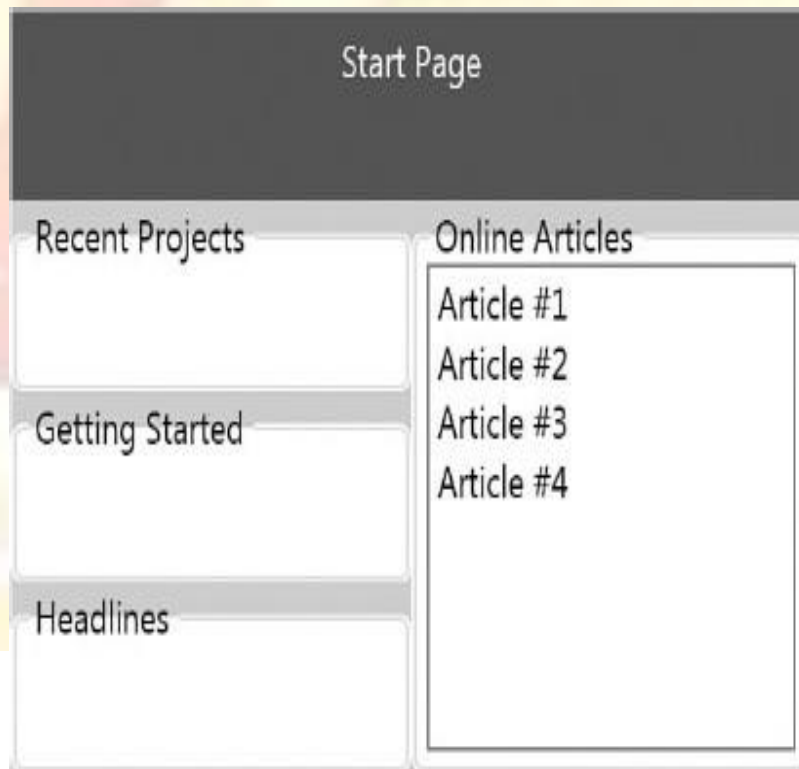 Start Page
Recent Projects
Getting Started
Headlines
Online Articles
Article #1
Article #2
Article #3
Article #4